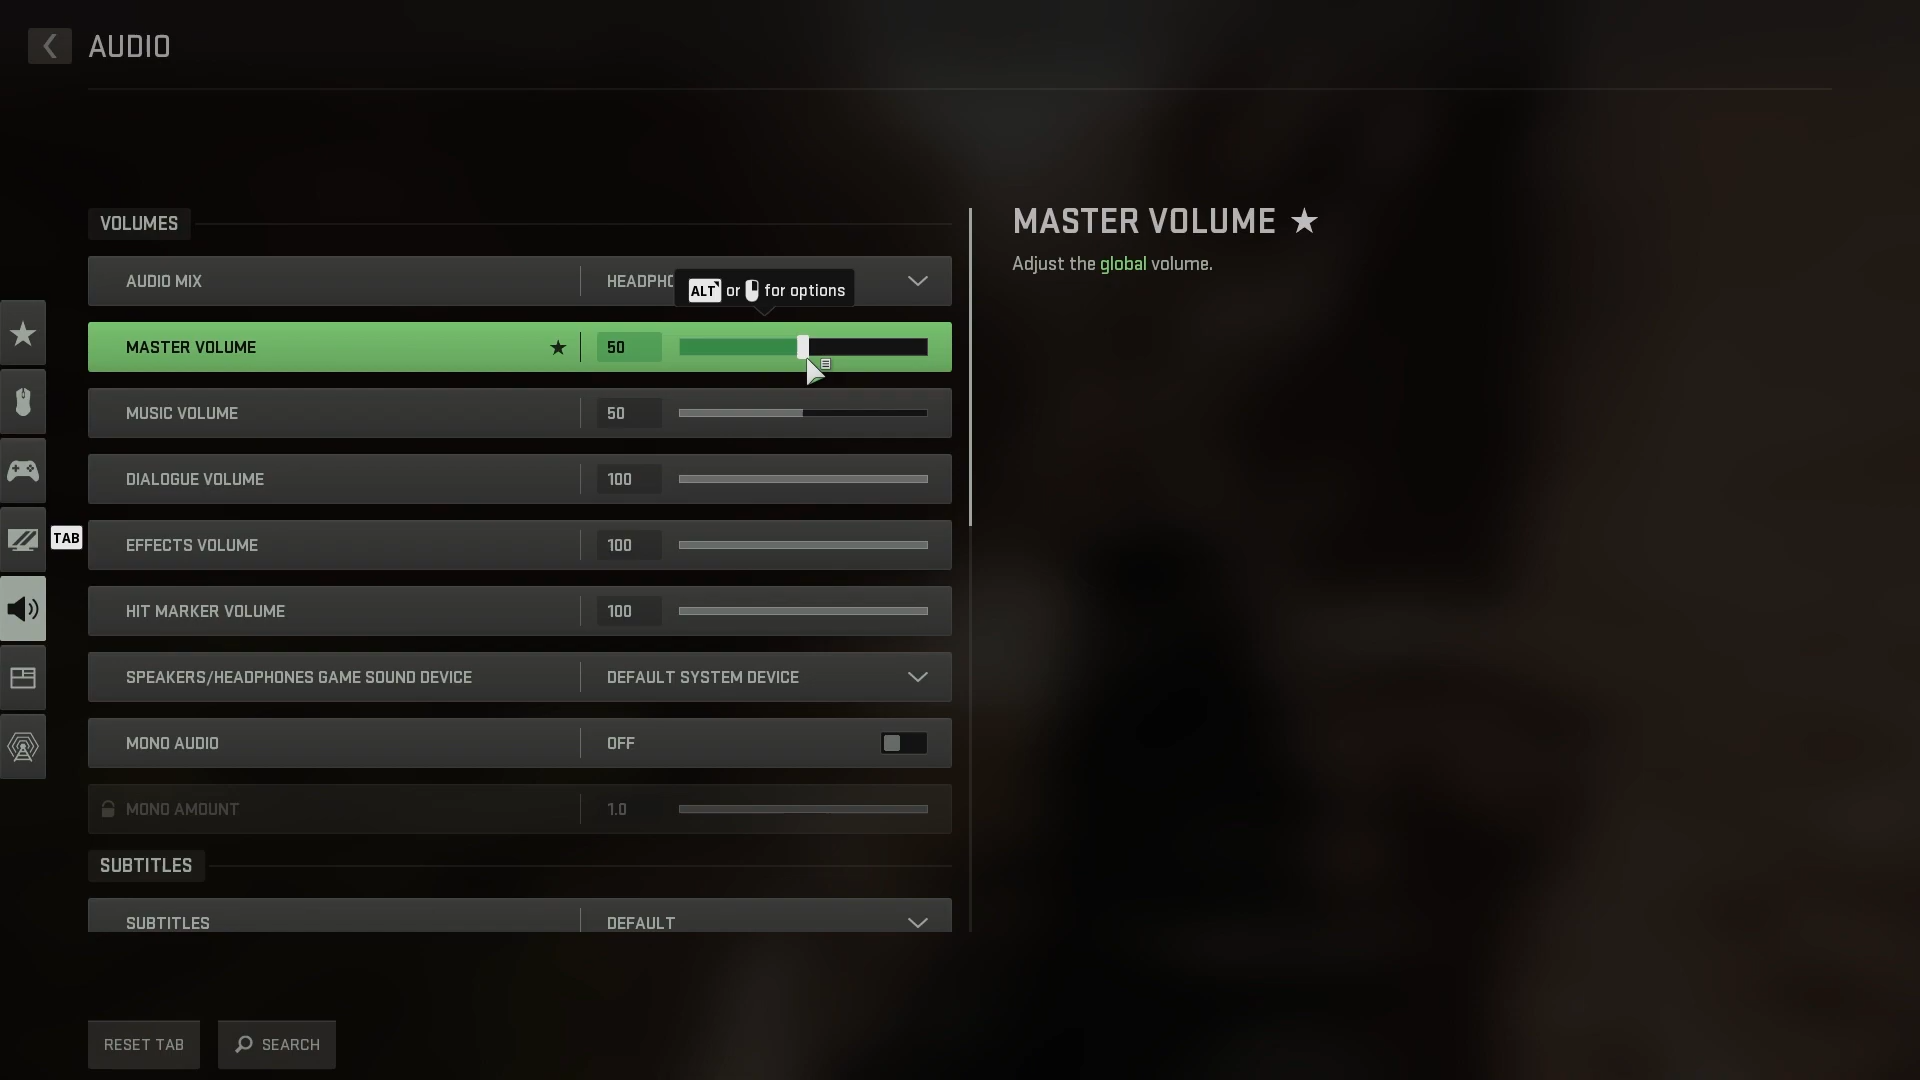 AUDIO
VOLUMES
AUDIO MIX
ALT or for options
MASTER VOLUME
50
MUSIC VOLUME
50
DIALOGUE VOLUME
100
TAB
EFFECTS VOLUME
100
HIT MARKER VOLUME
100
SPEAKERS/HEADPHONES GAME SOUND DEVICE
DEFAULT SYSTEM DEVICE
MONO AUDIO
OFF
MONO AMOUNT
1.0
SUBTITLES
SUBTITLES
DEFAULT
RESET TAB
SEARCH
MASTER VOLUME
Adjust the global volume.